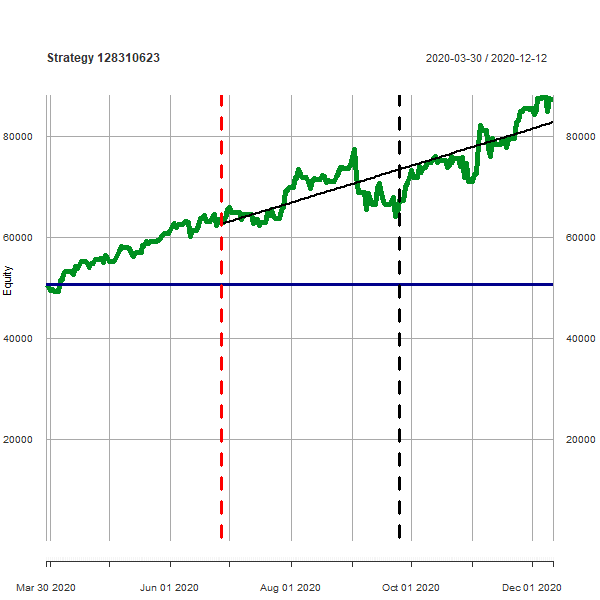 Strategy 128310623
2020-03-30 / 2020-12-12
80000
80000
60000
60000
Equity
40000
40000
20000
20000
Mar 30 2020
Jun 01 2020
Aug 01 2020
Oct 01 2020
Dec 01 2020